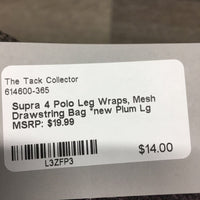 The Tack Collector
614600-365
Supra 4 Polo Leg Wraps, Mesh
Drawstring Bag *new Plum Lg
MSRP: $19.99
L3ZFP3
$14.00